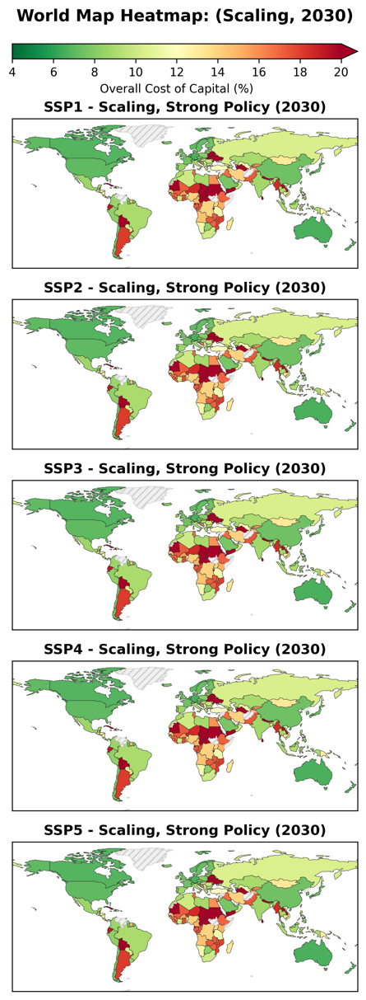 World Map Heatmap: (Scaling, 2030)
4 6 8 10 12 14 16 18 20
Overall Cost of Capital (%)
SSP1 - Scaling, Strong Policy (2030)
SSP2 - Scaling, Strong Policy (2030)
SSP3 - Scaling, Strong Policy (2030)
SSP4 - Scaling, Strong Policy (2030)
SSP5 - Scaling, Strong Policy (2030)